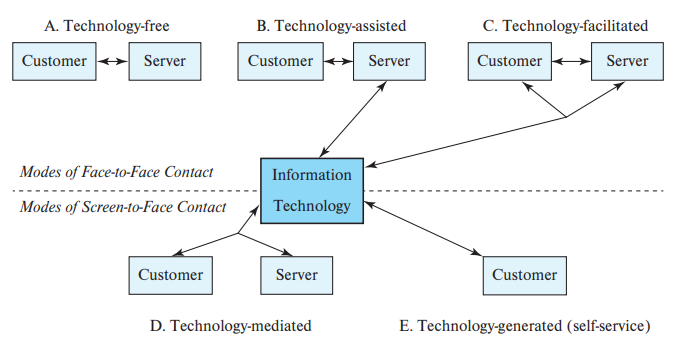 A. Technology-free
B. Technology-assisted
C. Technology-facilitated
Customer
Server
Customer
Server
Customer
Server
Modes of Face-to-Face Contact
Information
Technology
Modes of Screen-to-Face Contact
Customer
Server
Customer
D. Technology-mediated
E. Technology-generated (self-service)